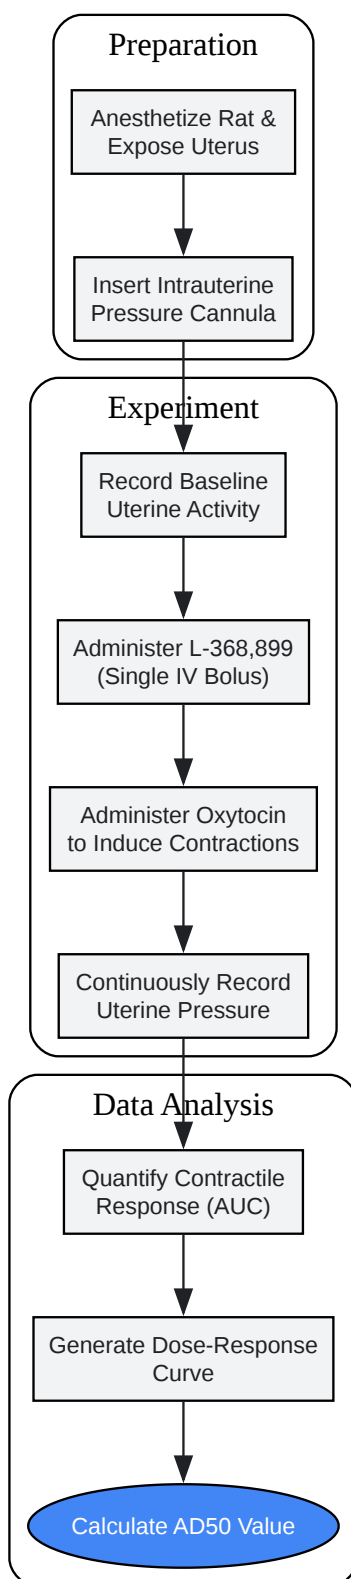 Preparation
Anesthetize Rat &
Expose Uterus
Insert Intrauterine
Pressure Cannula
Experiment
Record Baseline
Uterine Activity
Administer L-368,899
(Single IV Bolus)
Administer Oxytocin
to Induce Contractions
Continuously Record
Uterine Pressure
Data Analysis
Quantify Contractile
Response (AUC)
Generate Dose-Response
Curve
Calculate AD50 Value